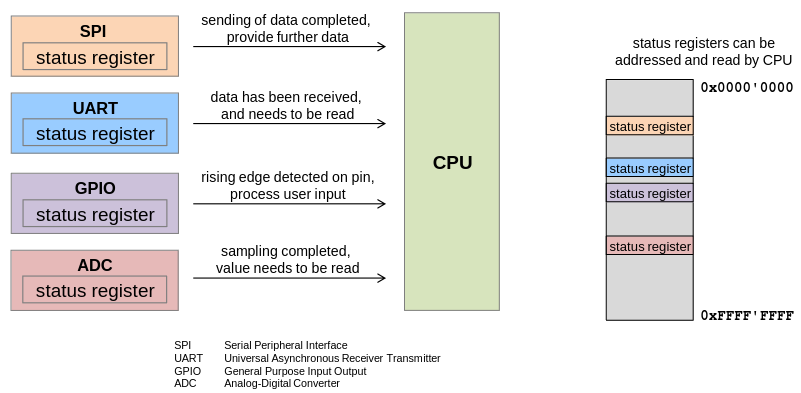 SPI
status register
sending of data completed,
provide further data
UART
status register
data has been received,
and needs to be read
GPIO
status register
rising edge detected on pin,
process user input
ADC
status register
sampling completed,
value needs to be read
CPU
status registers can be
addressed and read by CPU
0x0000'0000
status register
status register
status register
status register
0xFFFF'FFFF
SPI Serial Peripheral Interface
UART Universal Asynchronous Receiver Transmitter
GPIO General Purpose Input Output
ADC Analog-Digital Converter